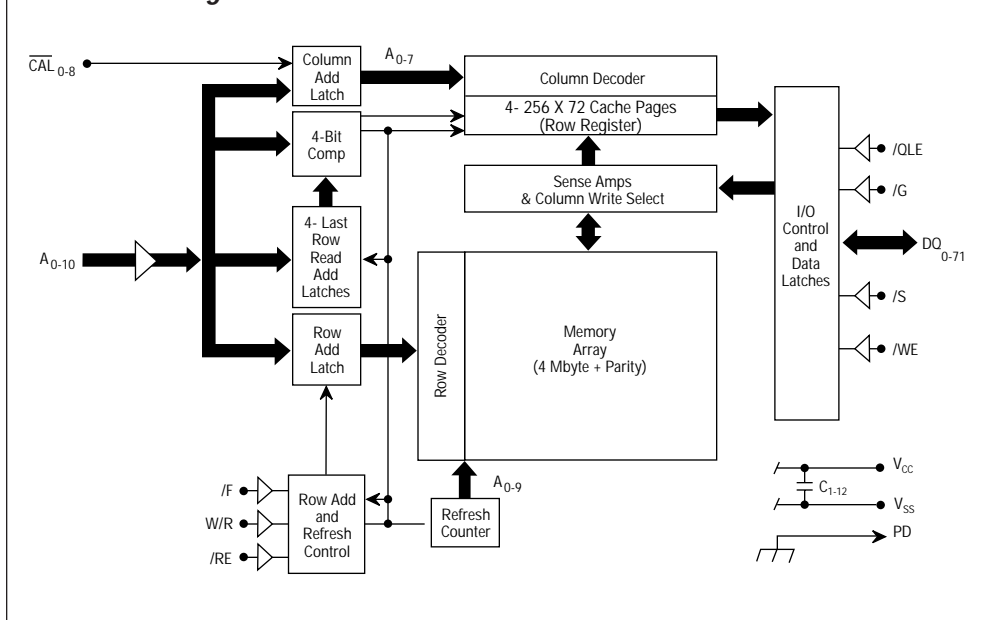 CAL 0-8
Column
Add
Latch
A 0-7
Column Decoder
4- 256 X 72 Cache Pages
(Row Register)
4-Bit
Comp
Sense Amps
& Column Write Select
/QLE
/G
I/O
Control
and
Data
Latches
DQ 0-71
/S
/WE
A 0-10
4- Last
Row
Read
Add
Latches
Row
Add
Latch
Row Decoder
Memory
Array
(4 Mbyte + Parity)
/F
W/R
/RE
Row Add
and
Refresh
Control
A 0-9
Refresh
Counter
VCC
C1-12
VSS
PD